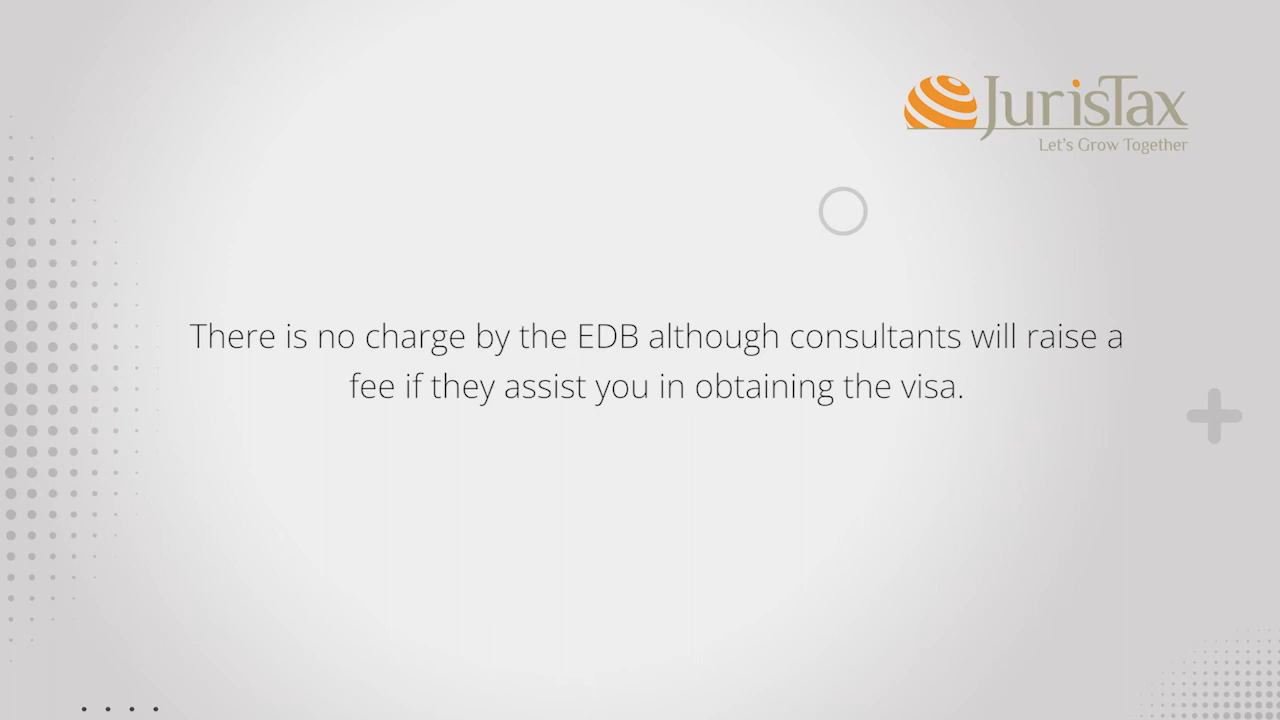 JurisTax
Let's Grow Together
There is no charge by the EDB although consultants will raise a
fee if they assist you in obtaining the visa.